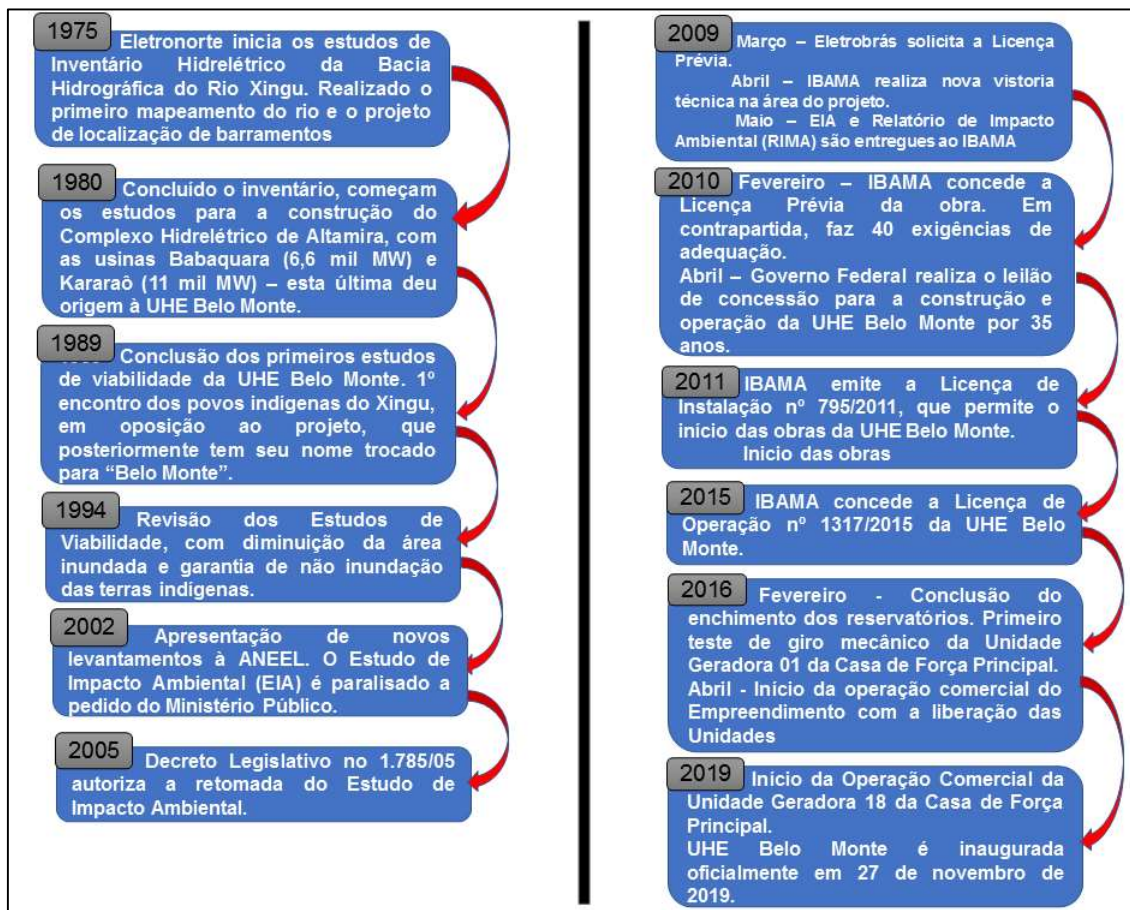 1975
Eletronorte inicia os estudos de
Inventário Hidrelétrico da Bacia
Hidrográfica do Rio Xingu. Realizado o
primeiro mapeamento do rio e o projeto
de localização de barramentos
1980
Concluido o inventário, começam
os estudos para a construção do
Complexo Hidrelétrico de Altamira, com
as usinas Babaquara (6,6 mil MW) e
Kararaô (11 mil MW) – esta última deu
origem à UHE Belo Monte.
1989
Conclusão dos primeiros estudos
de viabilidade da UHE Belo Monte. 1º
encontro dos povos indígenas do Xingu,
em oposição ao projeto, que
posteriormente tem seu nome trocado
para “Belo Monte”.
1994
Revisão dos Estudos de
Viabilidade, com diminuição da área
inundada e garantia de não inundação
das terras indígenas.
2002
Apresentação de novos
levantamentos à ANEEL. O Estudo de
Impacto Ambiental (EIA) é paralisado a
pedido do Ministério Público.
2005
Decreto Legislativo no 1.785/05
autoriza a retomada do Estudo de
Impacto Ambiental.
2009
Março – Eletrobrás solicita a Licença
Prévia.
Abril – IBAMA realiza nova vistoria
técnica na área do projeto.
Maio – EIA e Relatório de Impacto
Ambiental (RIMA) são entregues ao IBAMA
2010
Fevereiro – IBAMA concede a
Licença Prévia da obra. Em
contrapartida, faz 40 exigências de
adequação.
Abril – Governo Federal realiza o leilão
de concessão para a construção e
operação da UHE Belo Monte por 35
anos.
2011
IBAMA emite a Licença de
Instalação nº 795/2011, que permite o
início das obras da UHE Belo Monte.
Inicio das obras
2015
IBAMA concede a Licença de
Operação nº 1317/2015 da UHE Belo
Monte.
2016
Fevereiro - Conclusão do
enchimento dos reservatórios. Primeiro
teste de giro mecânico da Unidade
Geradora 01 da Casa de Força Principal.
Abril - Início da operação comercial do
Empreendimento com a liberação das
Unidades
2019
Início da Operação Comercial da
Unidade Geradora 18 da Casa de Força
Principal.
UHE Belo Monte é inaugurada
oficialmente em 27 de novembro de
2019.